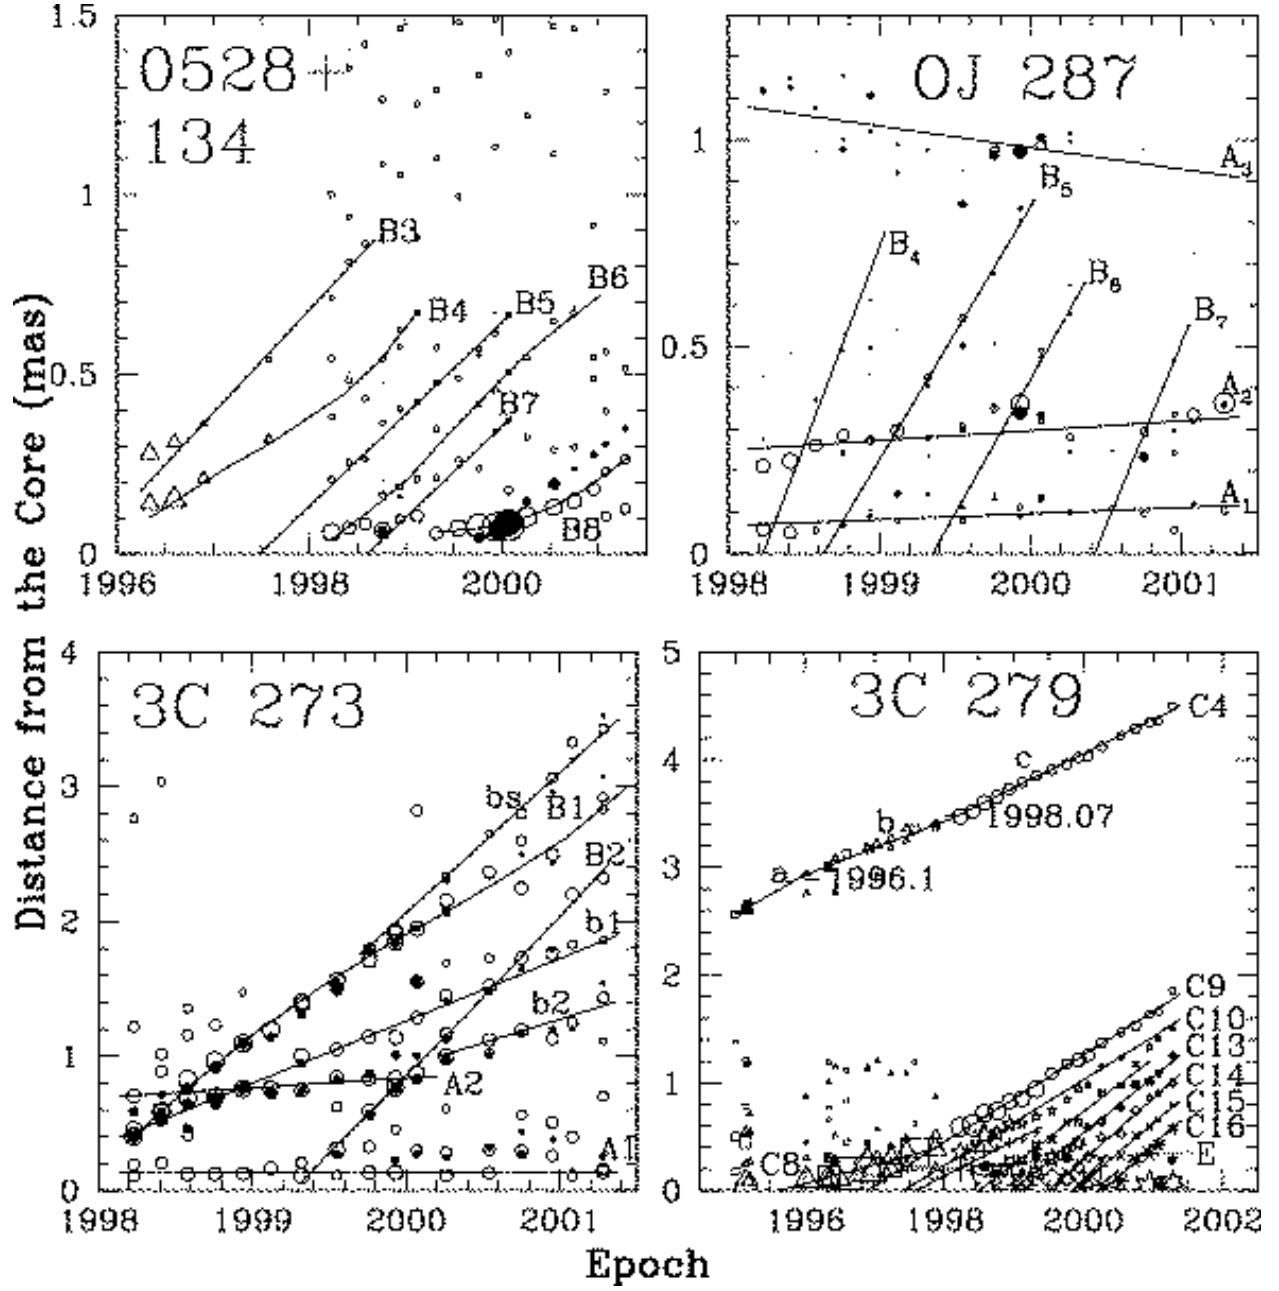 Distance from the Core (mas)
1.5
0528+
134
B3
1
B6
B4
B5
0.5
B7
B8
0
1996
1998
2000
OJ 287
1
A3
B5
B4
B6
B7
0.5
A2
A1
0
1998
1999
2000
2001
4
3C 273
bs
B1
3
B2
2
b1
b2
1
A2
A1
0
1998
1999
2000
2001
5
3C 279
C4
c
4
b
1998.07
3
a
1996.1
2
C9
C10
C13
1
C14
C15
C16
C8
E
0
1996
1998
2000
2002
Epoch